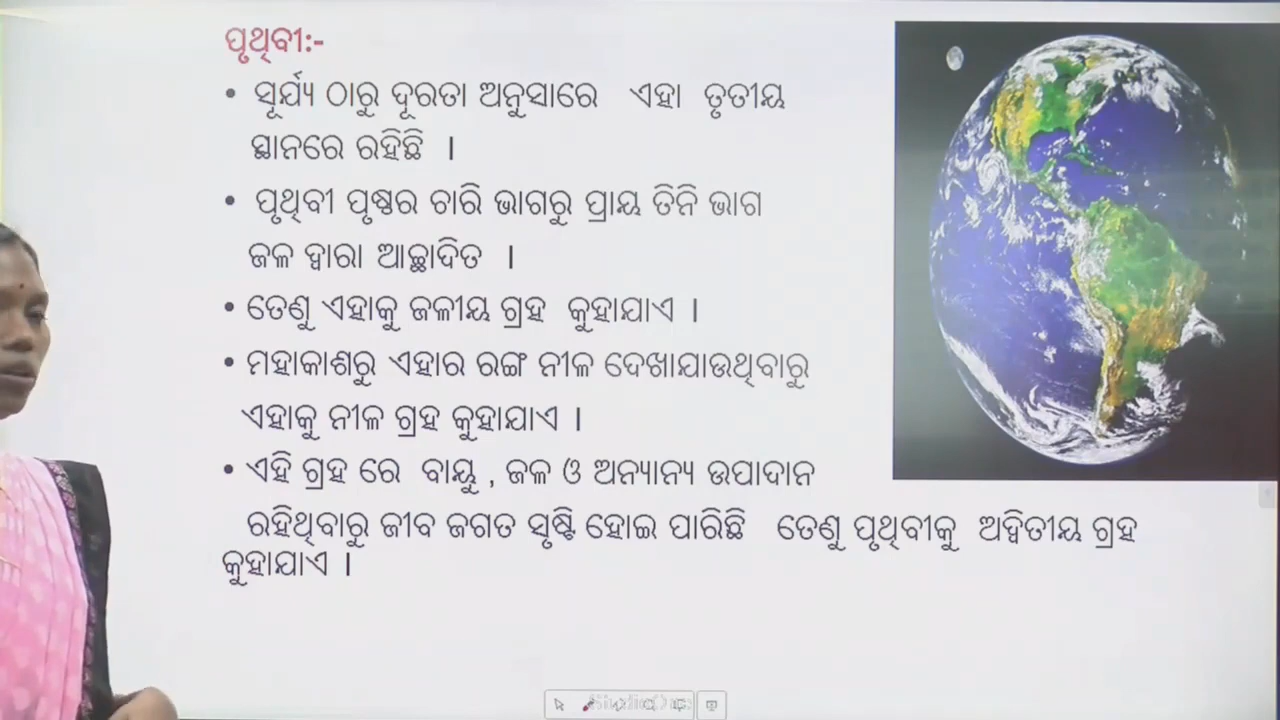 ପୃଥିବୀ:-
• ସୂର୍ଯ୍ୟ ଠାରୁ ଦୂରତା ଅନୁସାରେ ଏହା ତୃତୀୟ
ସ୍ଥାନରେ ରହିଛି ।
• ପୃଥିବୀ ପୃଷ୍ଠର ଚାରି ଭାଗରୁ ପ୍ରାୟ ତିନି ଭାଗ
ଜଳ ଦ୍ୱାରା ଆଚ୍ଛାଦିତ ।
• ତେଣୁ ଏହାକୁ ଜଳୀୟ ଗ୍ରହ କୁହାଯାଏ ।
• ମହାକାଶରୁ ଏହାର ରଙ୍ଗ ନୀଳ ଦେଖାଯାଉଥିବାରୁ
ଏହାକୁ ନୀଳ ଗ୍ରହ କୁହାଯାଏ ।
• ଏହି ଗ୍ରହ ରେ ବାୟୁ , ଜଳ ଓ ଅନ୍ୟାନ୍ୟ ଉପାଦାନ
ରହିଥିବାରୁ ଜୀବ ଜଗତ ସୃଷ୍ଟି ହୋଇ ପାରିଛି ତେଣୁ ପୃଥିବୀକୁ ଅଦ୍ୱିତୀୟ ଗ୍ରହ
କୁହାଯାଏ ।